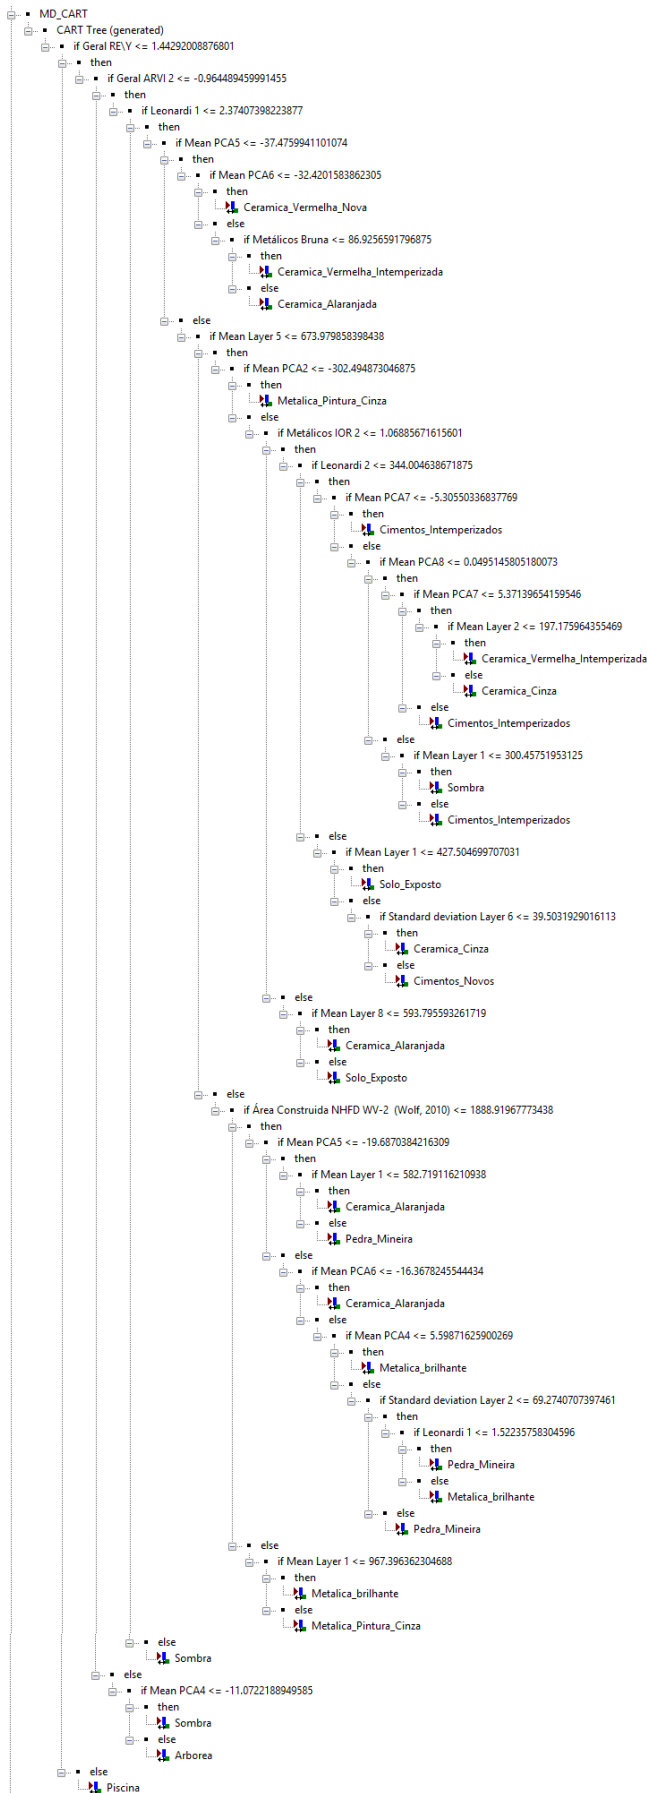 MD_CART
CART Tree (generated)
if Geral RE\Y <= 1.44292008876801
then
if Geral ARVI 2 <= -0.964489459991455
then
if Leonardi 1 <= 2.37407398223877
then
if Mean PCA5 <= -37.4759941101074
then
if Mean PCA6 <= -32.4201583862305
then
Ceramica_Vermelha_Nova
else
if Metálicos Bruna <= 86.9256591796875
then
Ceramica_Vermelha_Intemperizada
else
Ceramica_Alaranjada
else
if Mean Layer 5 <= 673.979858398438
then
if Mean PCA2 <= -302.494873046875
then
Metalica_Pintura_Cinza
else
if Metálicos IOR 2 <= 1.06885671615601
then
if Leonardi 2 <= 344.004638671875
then
if Mean PCA7 <= -5.30550336837769
then
Cimentos_Intemperizados
else
if Mean PCA8 <= 0.0495145805180073
then
if Mean PCA7 <= 5.37139654159546
then
if Mean Layer 2 <= 197.175964355469
then
Ceramica_Vermelha_Intemperizada
else
Ceramica_Cinza
else
Cimentos_Intemperizados
else
if Mean Layer 1 <= 300.45751953125
then
Sombra
else
Cimentos_Intemperizados
else
if Mean Layer 1 <= 427.504699707031
then
Solo_Exposto
else
if Standard deviation Layer 6 <= 39.5031929016113
then
Ceramica_Cinza
else
Cimentos_Novos
else
if Mean Layer 8 <= 593.795593261719
then
Ceramica_Alaranjada
else
Solo_Exposto
else
if Área Construida NHFD WV-2 (Wolf, 2010) <= 1888.91967773438
then
if Mean PCA5 <= -19.6870384216309
then
if Mean Layer 1 <= 582.719116210938
then
Ceramica_Alaranjada
else
Pedra_Mineira
else
if Mean PCA6 <= -16.3678245544434
then
Ceramica_Alaranjada
else
if Mean PCA4 <= 5.59871625900269
then
Metalica_brilhante
else
if Standard deviation Layer 2 <= 69.2740707397461
then
if Leonardi 1 <= 1.52235758304596
then
Pedra_Mineira
else
Metalica_brilhante
else
Pedra_Mineira
else
if Mean Layer 1 <= 967.396362304688
then
Metalica_brilhante
else
Metalica_Pintura_Cinza
else
Sombra
else
if Mean PCA4 <= -11.0722188949585
then
Sombra
else
Arborea
else
Piscina